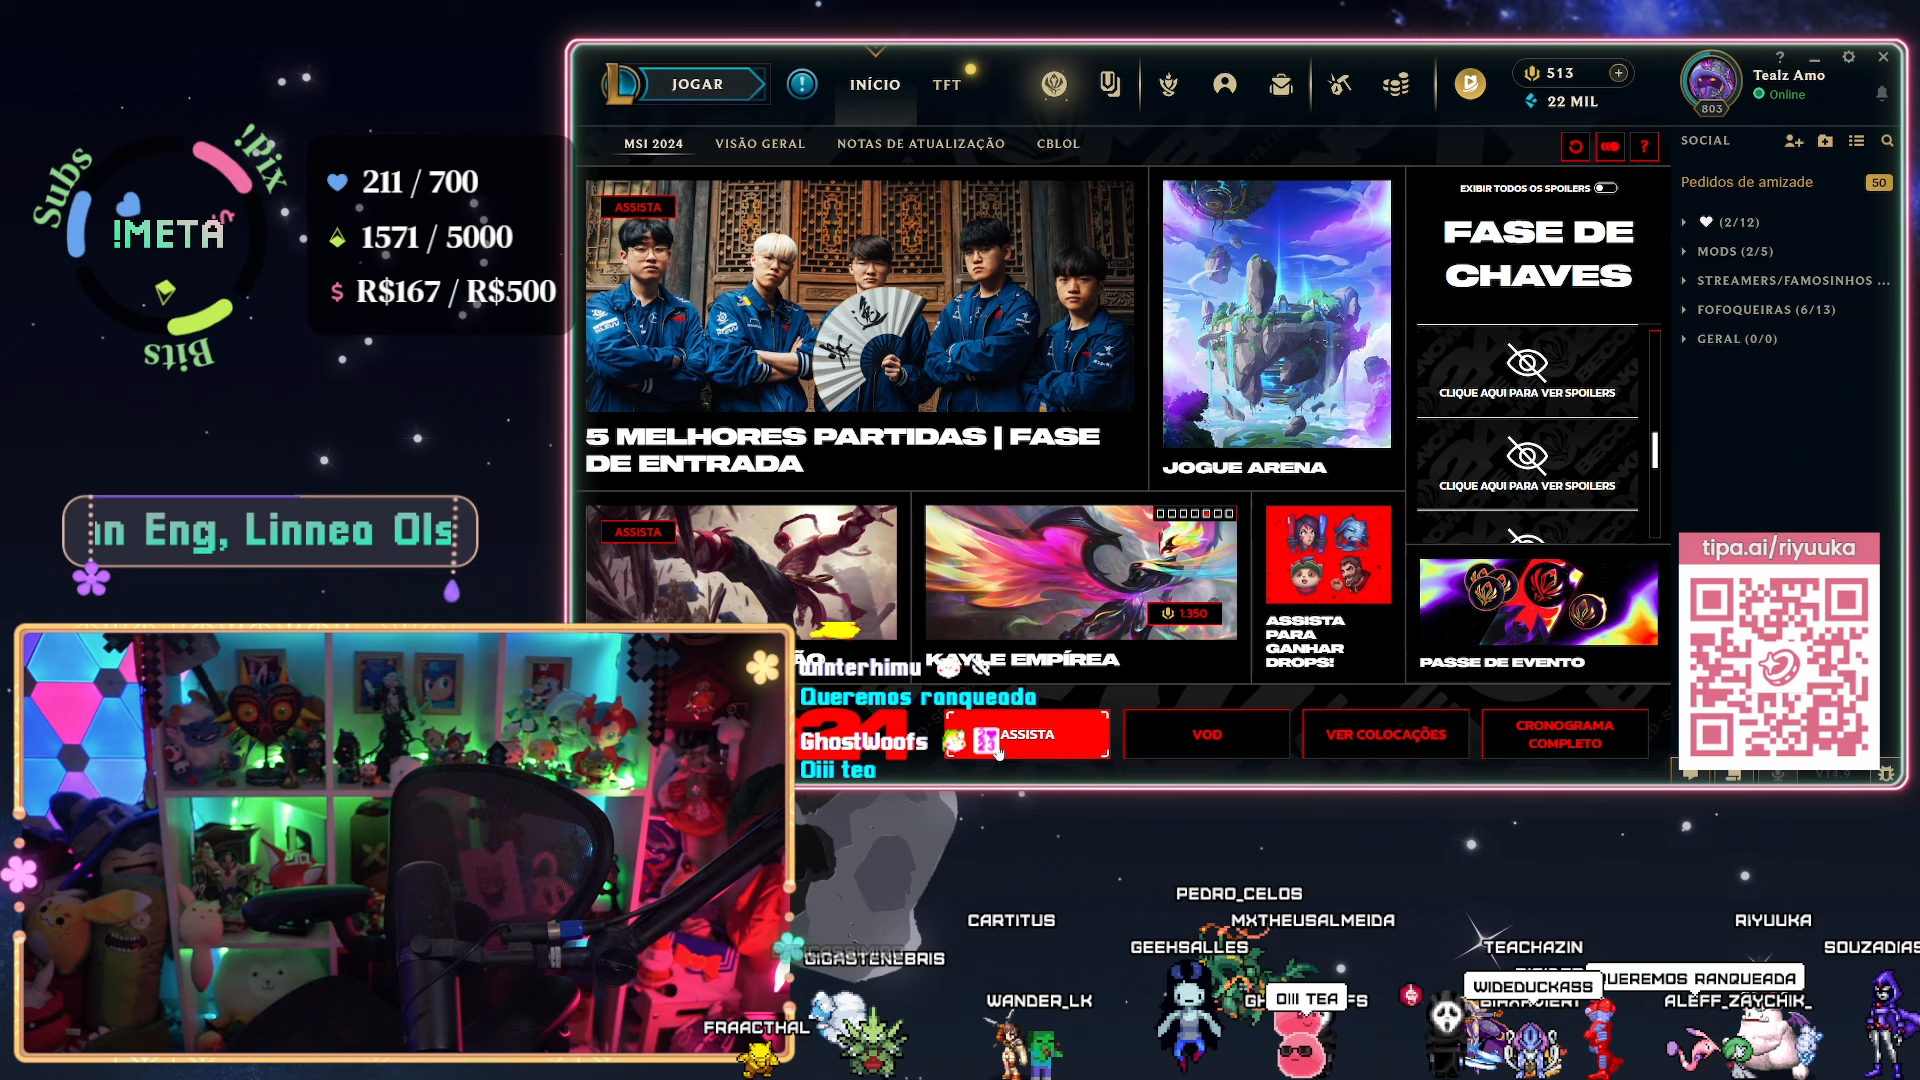 JOGAR
INÍCIO
TFT
513
22 MIL
803
Tealz Amo
Online
MSI 2024
VISÃO GERAL
NOTAS DE ATUALIZAÇÃO
CBLOL
SOCIAL
Pedidos de amizade
50
(2/12)
MODS (2/5)
STREAMERS/FAMOSINHOS ...
FOFOQUEIRAS (6/13)
GERAL (0/0)
Subs
!Pix
!META
Bits
211 / 700
1571 / 5000
$ R$167 / R$500
ASSISTA
5 MELHORES PARTIDAS | FASE
DE ENTRADA
JOGUE ARENA
EXIBIR TODOS OS SPOILERS
FASE DE
CHAVES
CLIQUE AQUI PARA VER SPOILERS
CLIQUE AQUI PARA VER SPOILERS
Eng, Linnea Ols
ASSISTA
1.350
KAYLE EMPÍREA
ASSISTA
PARA
GANHAR
DROPS!
PASSE DE EVENTO
tipa.ai/riyuuka
winterhimu
Queremos ranqueada
GhostWoofs
Oiii tea
ASSISTA
VOD
VER COLOCAÇÕES
CRONOGRAMA
COMPLETO
V14.9
PEDRO_CELOS
CARTITUS
MXTHEUSALMEIDA
RIYUUKA
GEEHSALLES
TEACHAZIN
SOUZADIAS
GIGASTENEBRIS
QUEREMOS RANQUEADA
WIDEDUCKASS
WANDER_LK
OIII TEA
ALEFF_ZAYCHIK_
FRAACTHAL